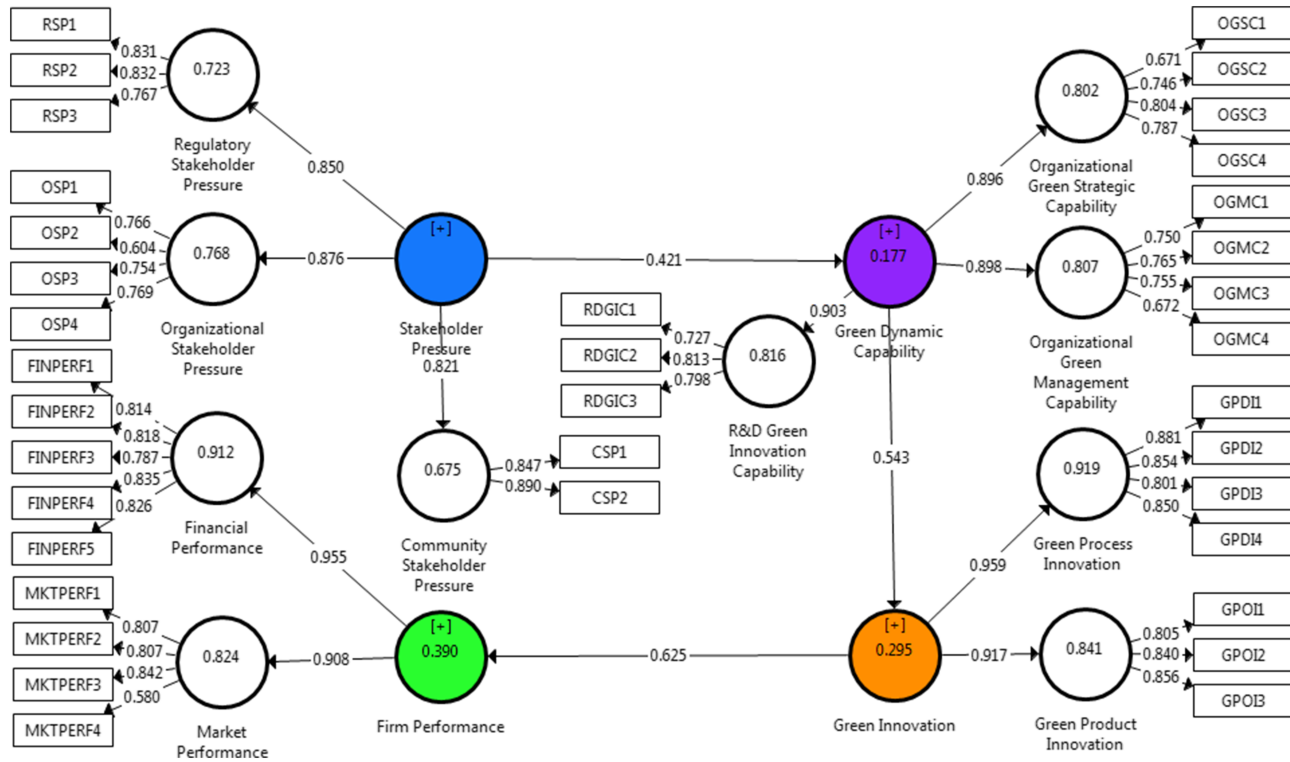 RSP1
RSP2
RSP3
0.831
0.832
0.767
0.723
Regulatory
Stakeholder
Pressure
0.850
OSP1
OSP2
OSP3
OSP4
0.766
0.604
0.754
0.769
0.768
Organizational
Stakeholder
Pressure
0.876
[+]
Stakeholder
Pressure
0.821
0.421
FINPERF1
FINPERF2
FINPERF3
FINPERF4
FINPERF5
0.814
0.818
0.787
0.835
0.826
0.912
Financial
Performance
0.955
0.675
Community
Stakeholder
Pressure
0.847
0.890
CSP1
CSP2
RDGIC1
RDGIC2
RDGIC3
0.727
0.813
0.798
0.816
R&D Green
Innovation
Capability
0.903
[+]
0.177
Green Dynamic
Capability
0.896
0.802
Organizational
Green Strategic
Capability
0.671
0.746
0.804
0.787
OGSC1
OGSC2
OGSC3
OGSC4
0.898
0.807
Organizational
Green
Management
Capability
0.750
0.765
0.755
0.672
OGMC1
OGMC2
OGMC3
OGMC4
0.543
0.919
Green Process
Innovation
0.881
0.854
0.801
0.850
GPDI1
GPDI2
GPDI3
GPDI4
0.959
MKTPERF1
MKTPERF2
MKTPERF3
MKTPERF4
0.807
0.807
0.842
0.580
0.824
Market
Performance
0.908
[+]
0.390
Firm Performance
0.625
[+]
0.295
Green Innovation
0.917
0.841
Green Product
Innovation
0.805
0.840
0.856
GPOI1
GPOI2
GPOI3